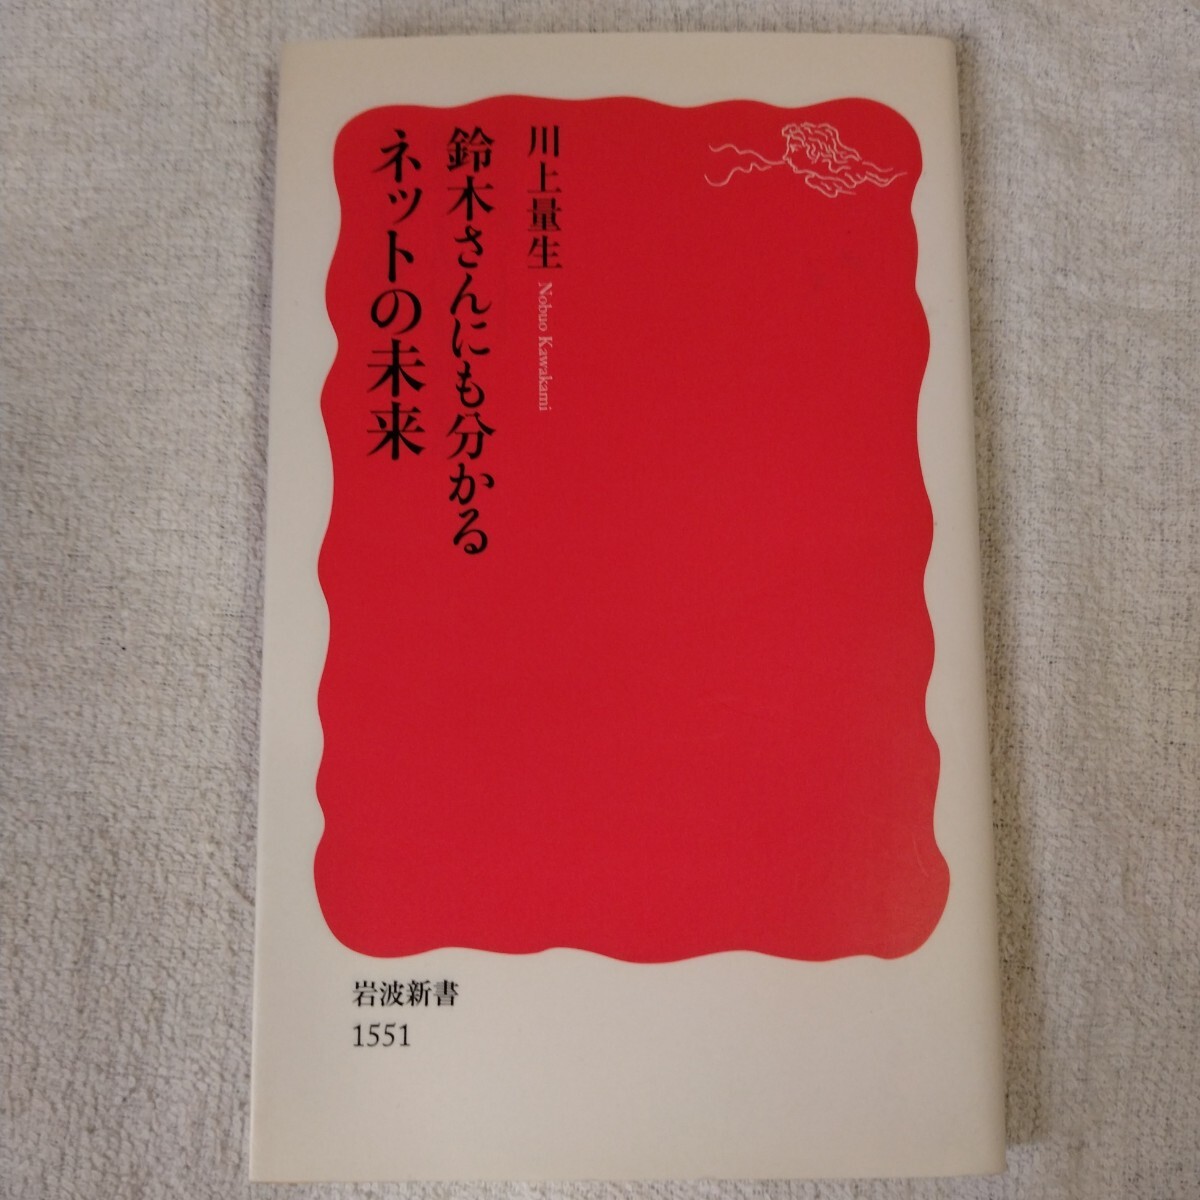 川上量生 Nobuo Kawakami
鈴木さんにも分かる
ネットの未来
岩波新書
1551